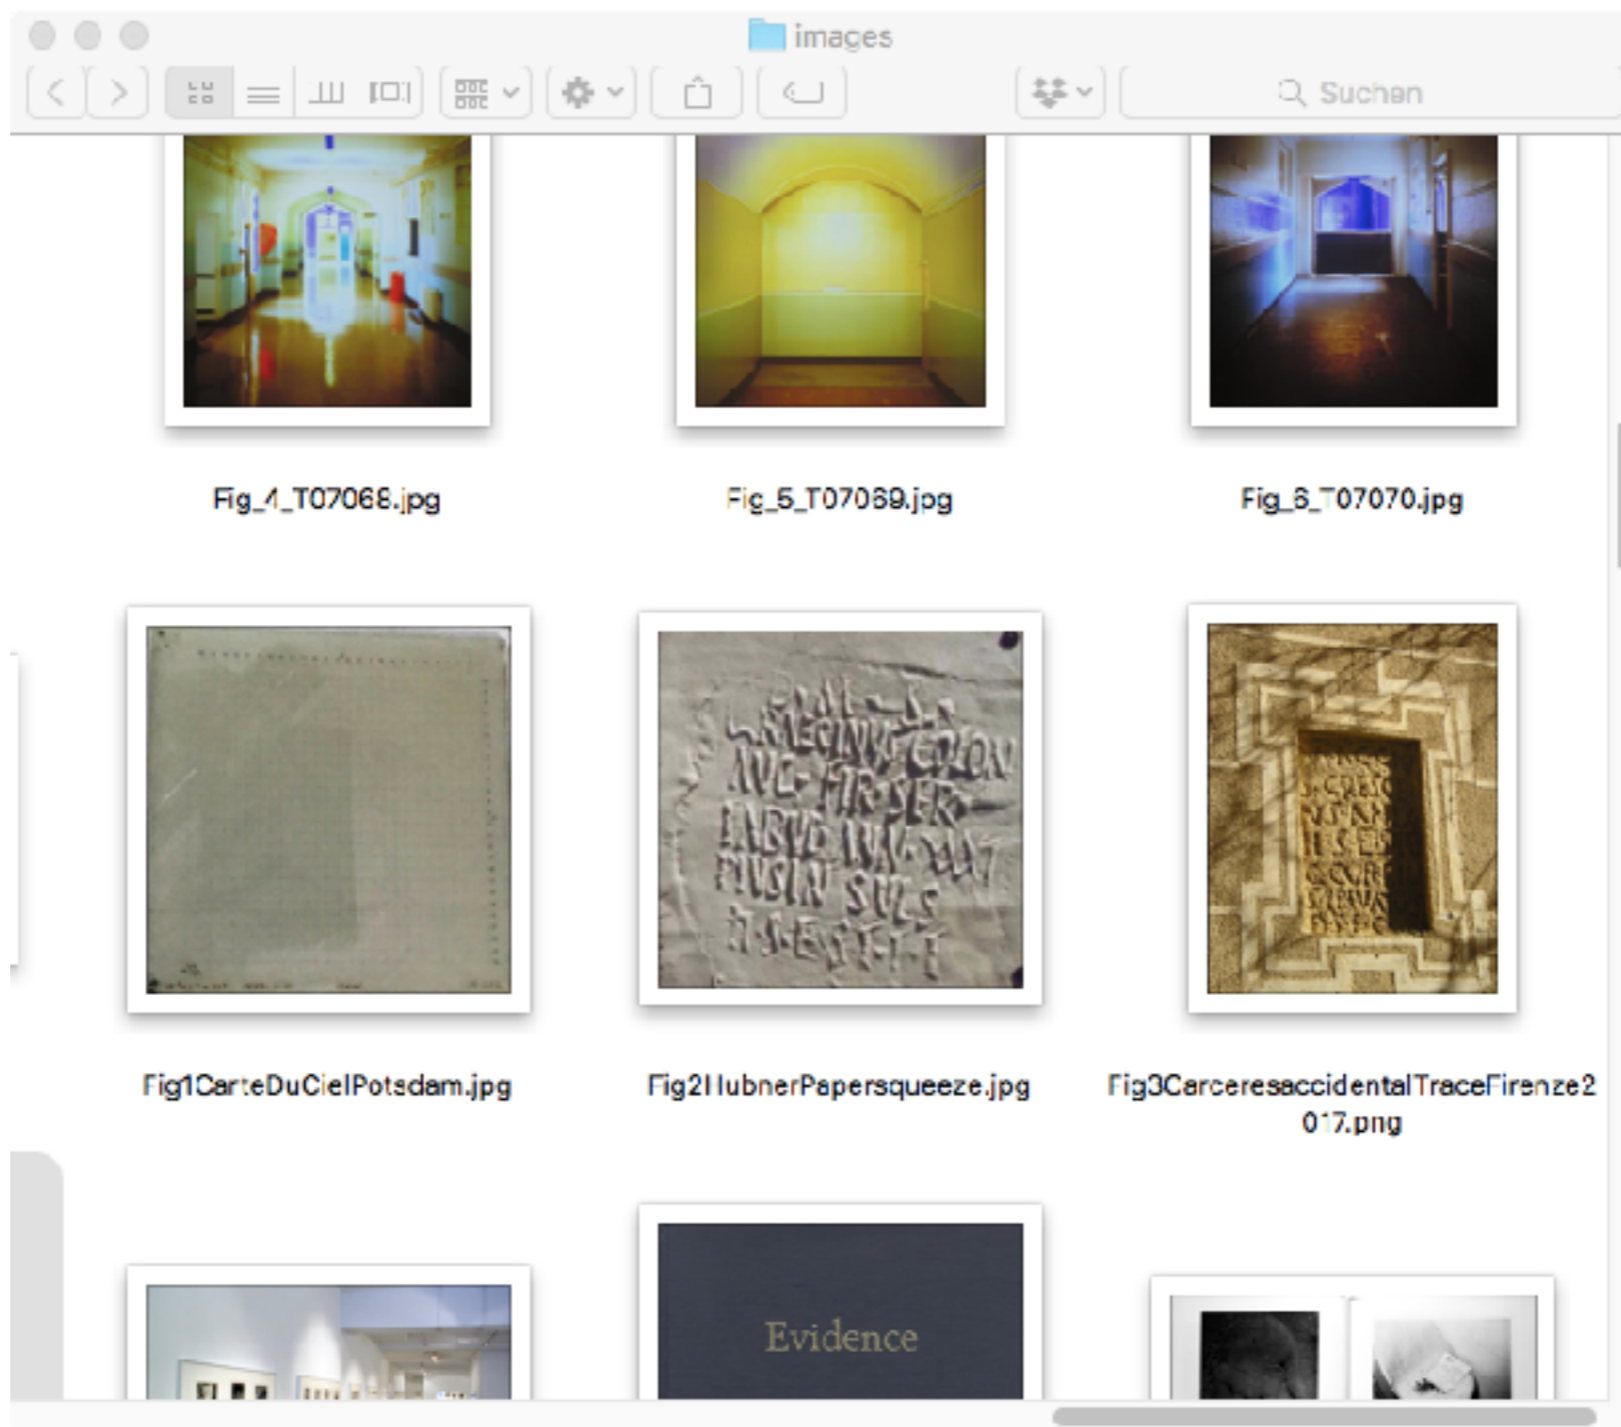 images
Suchen
Fig_4_T07068.jpg
Fig_5_T07069.jpg
Fig_6_T07070.jpg
Fig1CarteDuCielPotsdam.jpg
Fig2HubnerPapersqueeze.jpg
Fig3CarceresaccidentalTraceFirenze2
017.png
Evidence